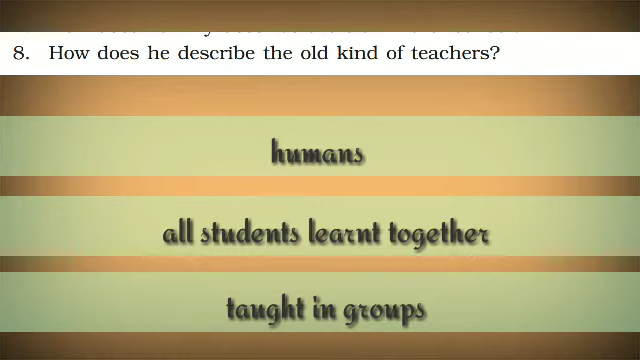 8. How does he describe the old kind of teachers?
humans
all students learnt together
taught in groups